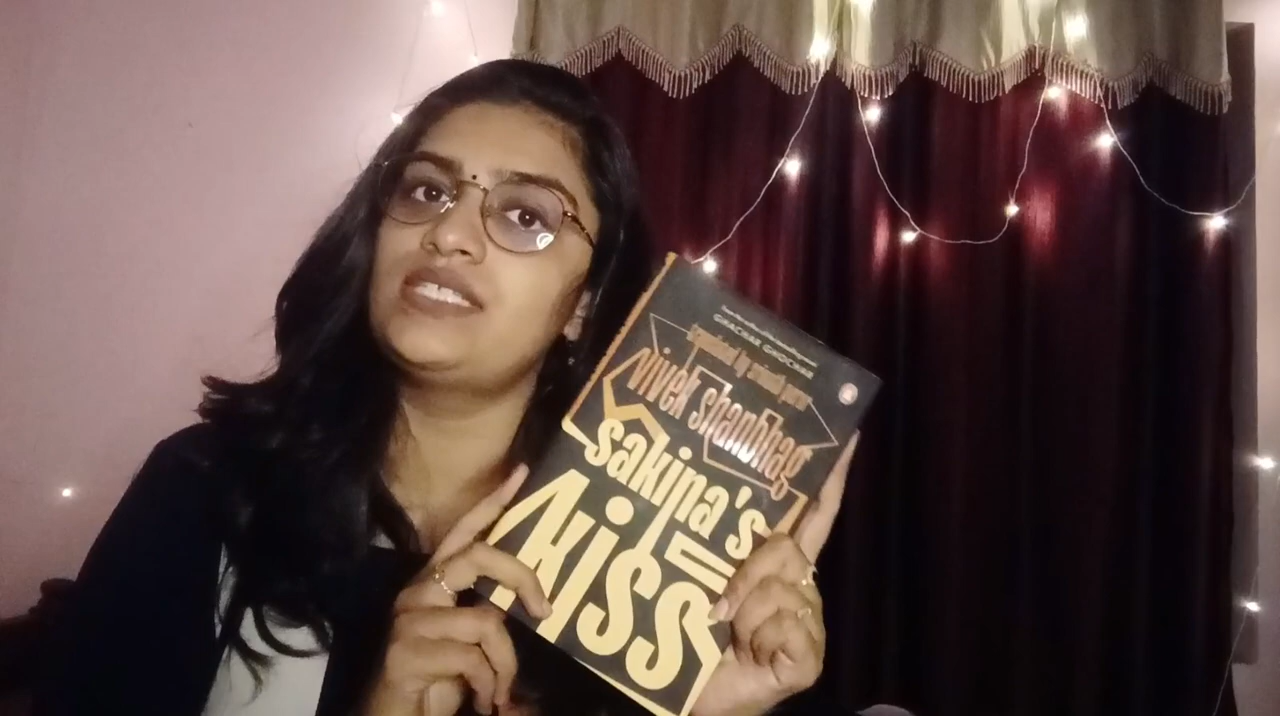 GHACHAR GHOCHAR
translated by srinath perur
vivek shanbhag
sakina's
kiss